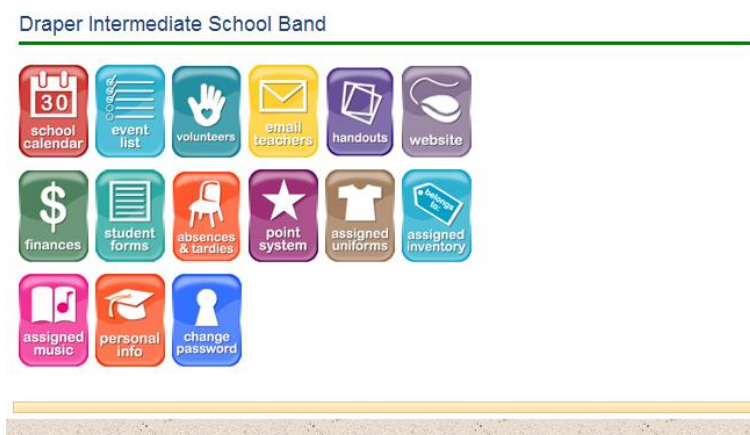 Draper Intermediate School Band
30
school
calendar
event
list
volunteers
email
teachers
handouts
website
$
finances
student
forms
absences
& tardies
point
system
assigned
uniforms
belongs
to:
assigned
inventory
assigned
music
personal
info
change
password